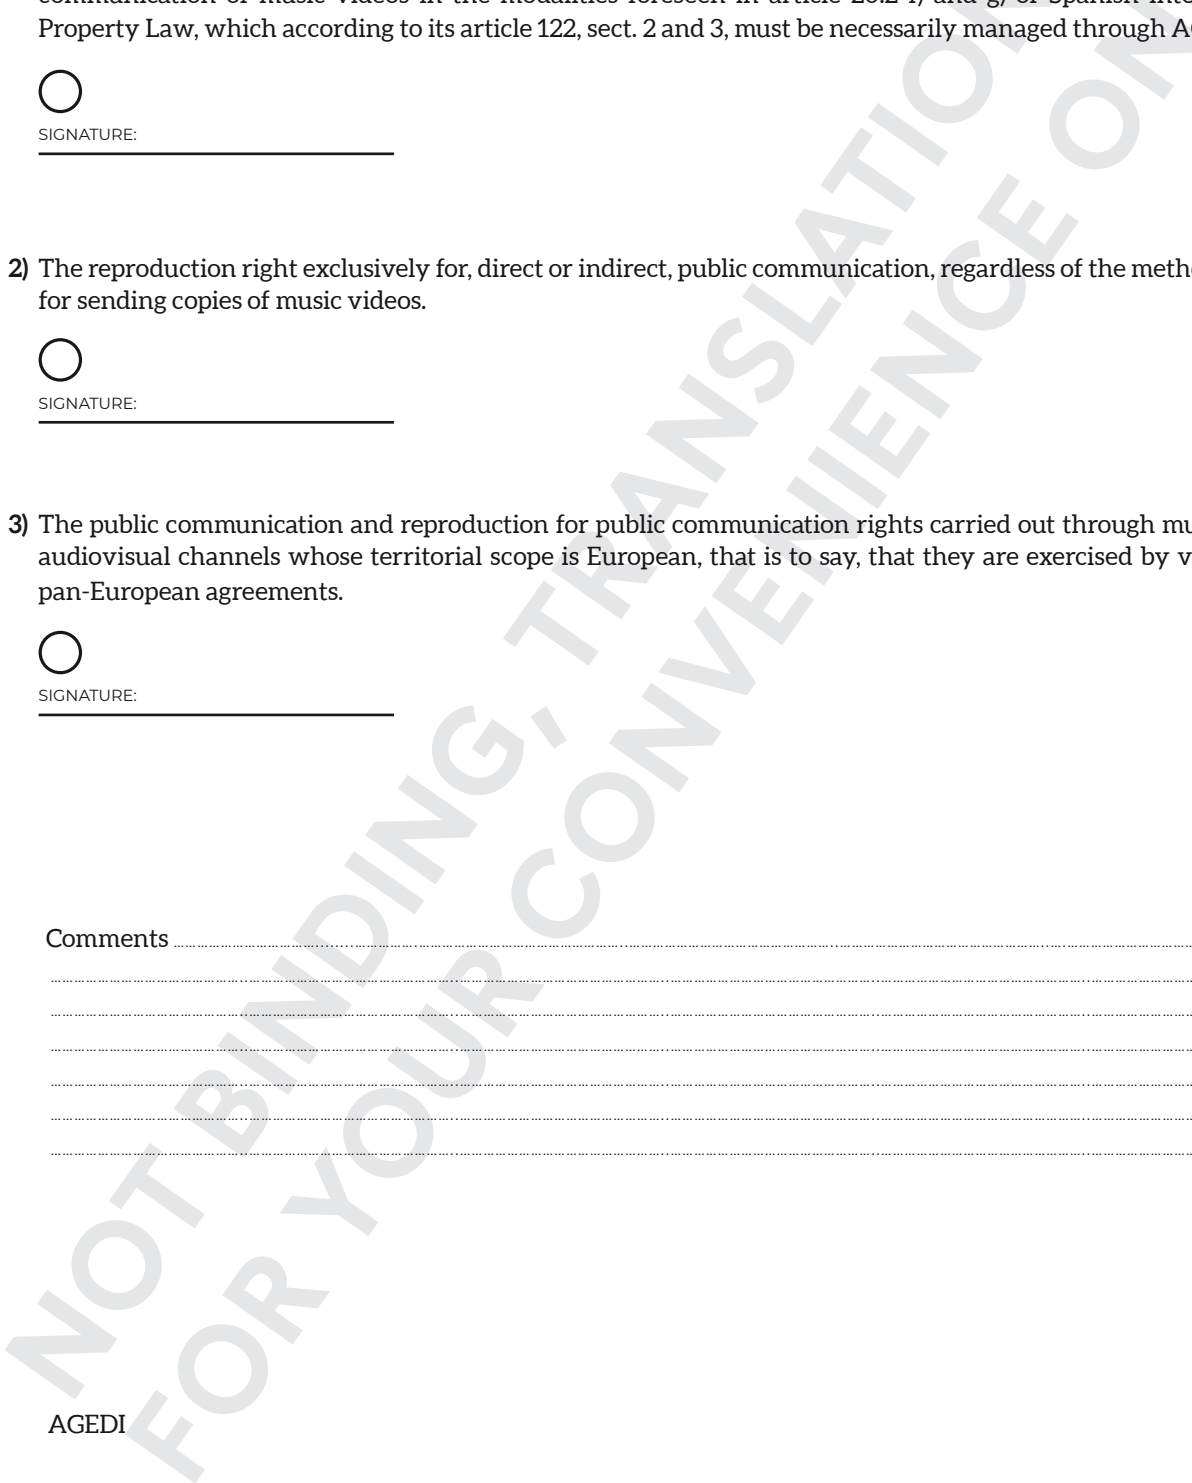 Property Law, which according to its article 122, sect. 2 and 3, must be necessarily managed through
SIGNATURE:
2) The reproduction right exclusively for, direct or indirect, public communication, regardless of the
for sending copies of music videos.
SIGNATURE:
3) The public communication and reproduction for public communication rights carried out through
audiovisual channels whose territorial scope is European, that is to say, that they are exercised by
pan-European agreements.
SIGNATURE:
Comments
AGEDI
NOT BINDING, TRANSLATION
FOR YOUR CONVENIENCE